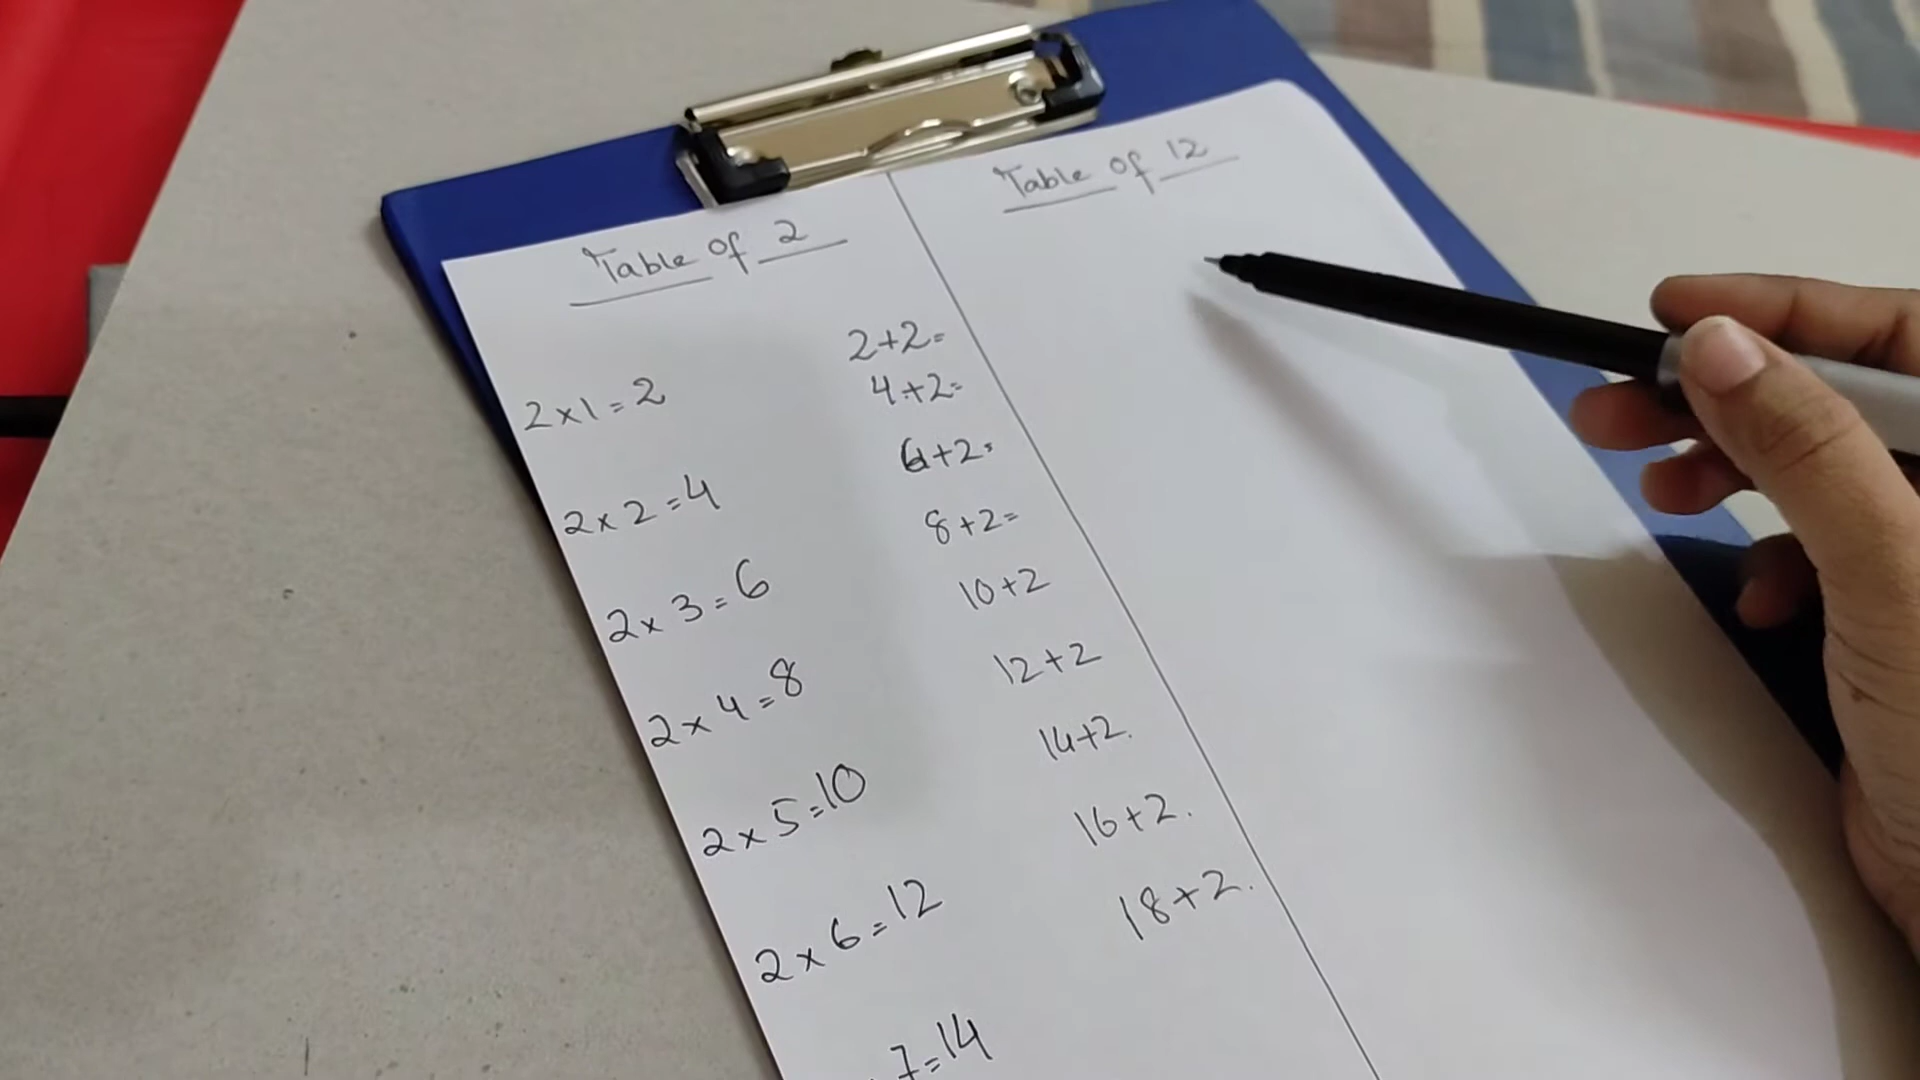 Table of 2
2x1=2
2x2=4
2x3=6
2x4=8
2x5=10
2x6=12
7=14
2+2=
4+2=
6+2=
8+2=
10+2
12+2
14+2.
16+2.
18+2.
Table of 12